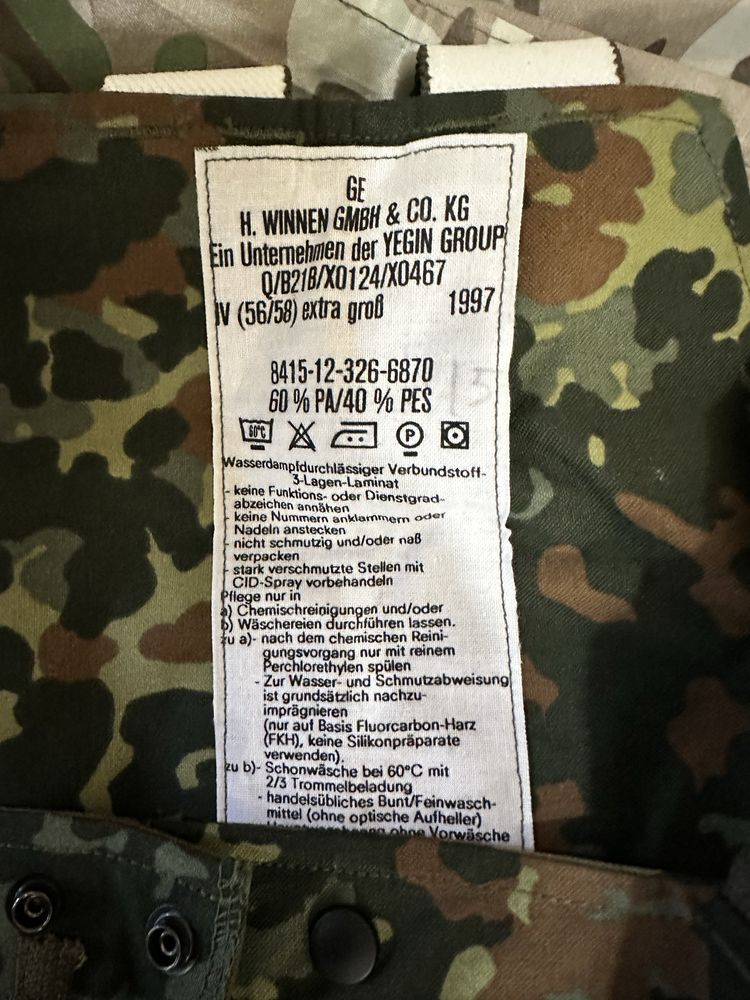 GE
H. WINNEN GMBH & CO. KG
Ein Unternehmen der YEGIN GROUP
Q/B21B/X0124/X0467
IV (56/58) extra groß 1997
8415-12-326-6870
60 % PA/40 % PES
60°C P
Wasserdampfdurchlässiger Verbundstoff-
3-Lagen-Laminat
- keine Funktions- oder Dienstgrad-
abzeichen annähen
- keine Nummern anklammern oder
Nadeln anstecken
- nicht schmutzig und/oder naß
verpacken
- stark verschmutzte Stellen mit
CID-Spray vorbehandeln
Pflege nur in
a) Chemischreinigungen und/oder
b) Wäschereien durchführen lassen.
zu a)- nach dem chemischen Reini-
gungsvorgang nur mit reinem
Perchlorethylen spülen
- Zur Wasser- und Schmutzabweisung
ist grundsätzlich nachzu-
imprägnieren
(nur auf Basis Fluorcarbon-Harz
(FKH), keine Silikonpräparate
verwenden).
zu b)- Schonwäsche bei 60°C mit
2/3 Trommelbeladung
- handelsübliches Bunt/Feinwasch-
mittel (ohne optische Aufheller)
ohne Vorwäsche